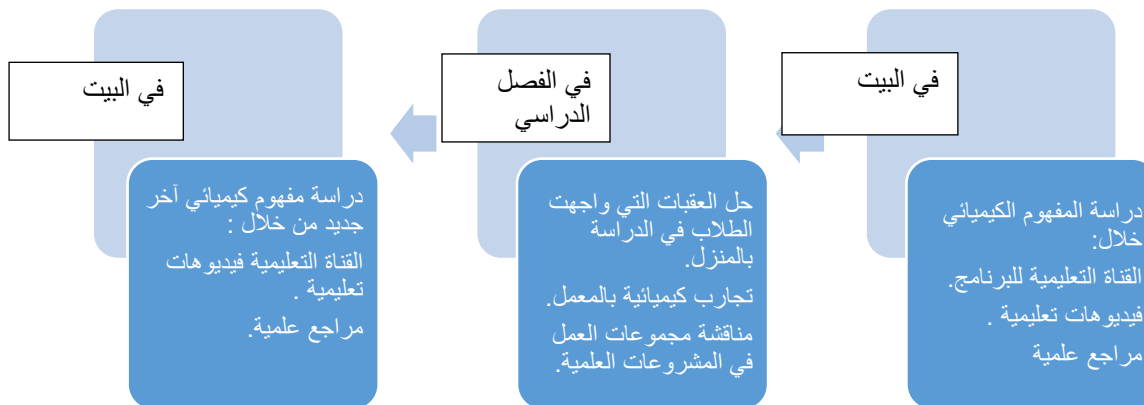 في البيت
دراسة المفهوم الكيميائي
خلال:
القناة التعليمية للبرنامج.
فيديوهات تعليمية .
مراجع علمية
في الفصل
الدراسي
حل العقبات التي واجهت
الطلاب في الدراسة
بالمنزل.
تجارب كيميائية بالمعمل.
مناقشة مجموعات العمل
في المشروعات العلمية.
في البيت
دراسة مفهوم كيميائي آخر
جديد من خلال :
القناة التعليمية فيديوهات
تعليمية .
مراجع علمية.